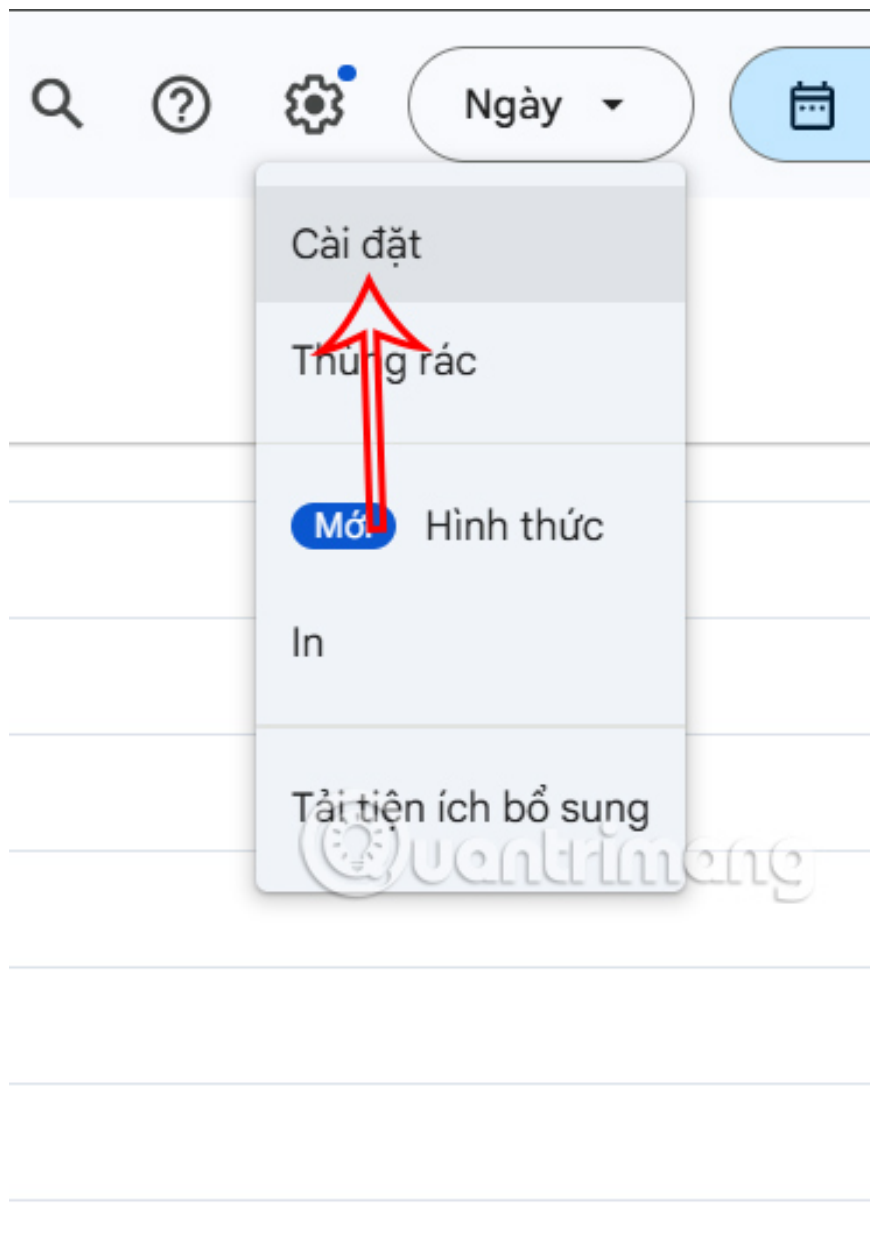 Ngày
Cài đặt
Thùng rác
Mới Hình thức
In
Tải tiện ích bổ sung
Quantrimang